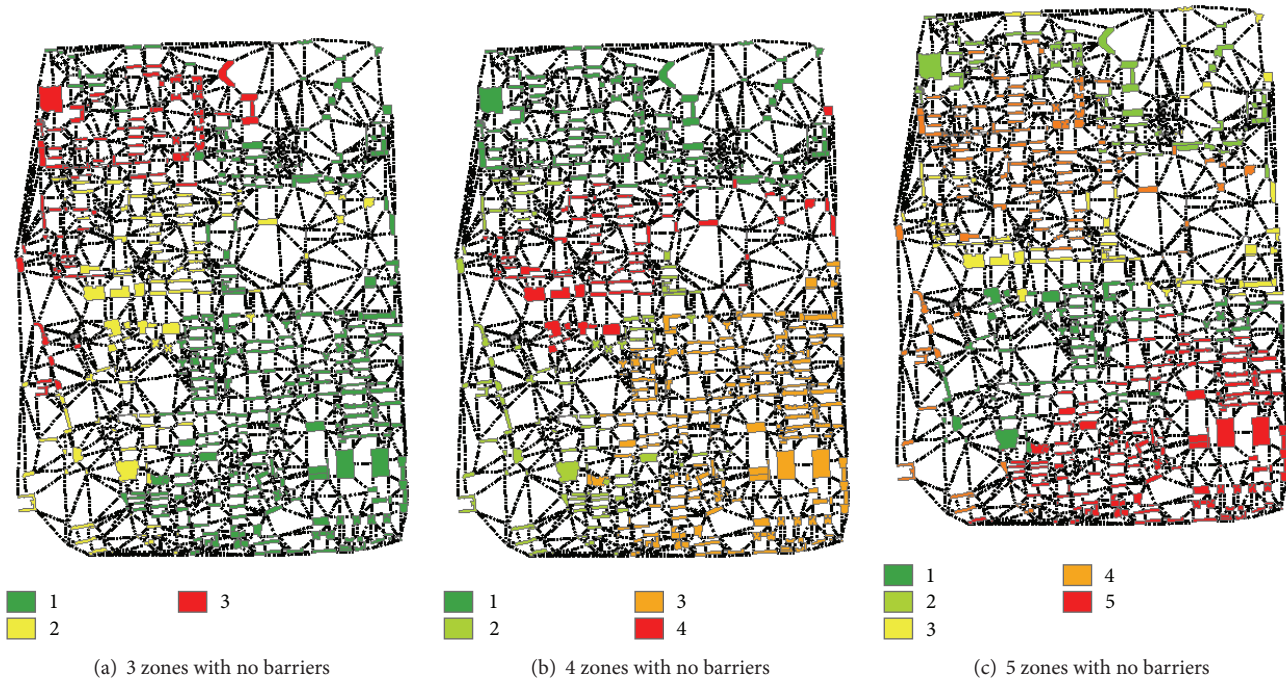 1 3
2
(a) 3 zones with no barriers
1 3
2 4
(b) 4 zones with no barriers
1 4
2 5
3
(c) 5 zones with no barriers